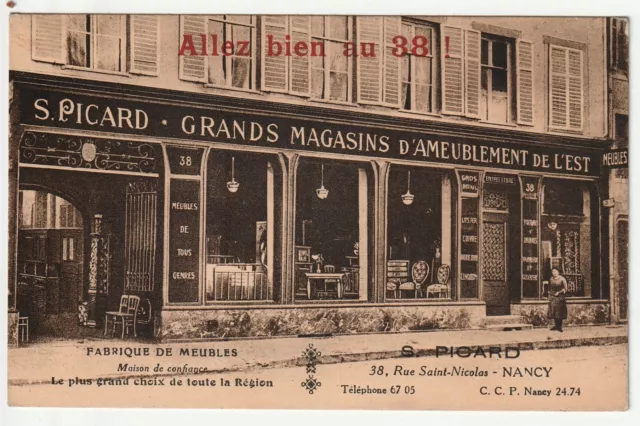 Allez bien au 38 !
S. PICARD · GRANDS MAGASINS D'AMEUBLEMENT DE L'EST
MEUBLES
38
MEUBLES
DE
TOUS
GENRES
38
FABRIQUE DE MEUBLES
Maison de confiance
Le plus grand choix de toute la Région
S. PICARD
38, Rue Saint-Nicolas - NANCY
Téléphone 67 05
C. C. P. Nancy 24.74